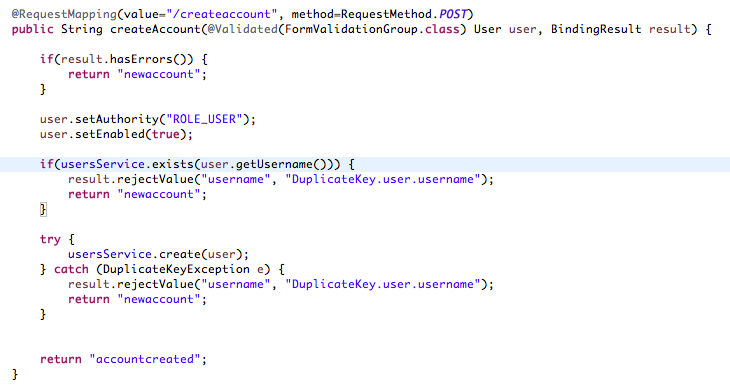 @RequestMapping(value="/createaccount", method=RequestMethod.POST)
public String createAccount(@Validated(FormValidationGroup.class) User user, BindingResult result) {
if(result.hasErrors()) {
return "newaccount";
}
user.setAuthority("ROLE_USER");
user.setEnabled(true);
if(usersService.exists(user.getUsername())) {
result.rejectValue("username", "DuplicateKey.user.username");
return "newaccount";
}
try {
usersService.create(user);
} catch (DuplicateKeyException e) {
result.rejectValue("username", "DuplicateKey.user.username");
return "newaccount";
}
return "accountcreated";
}